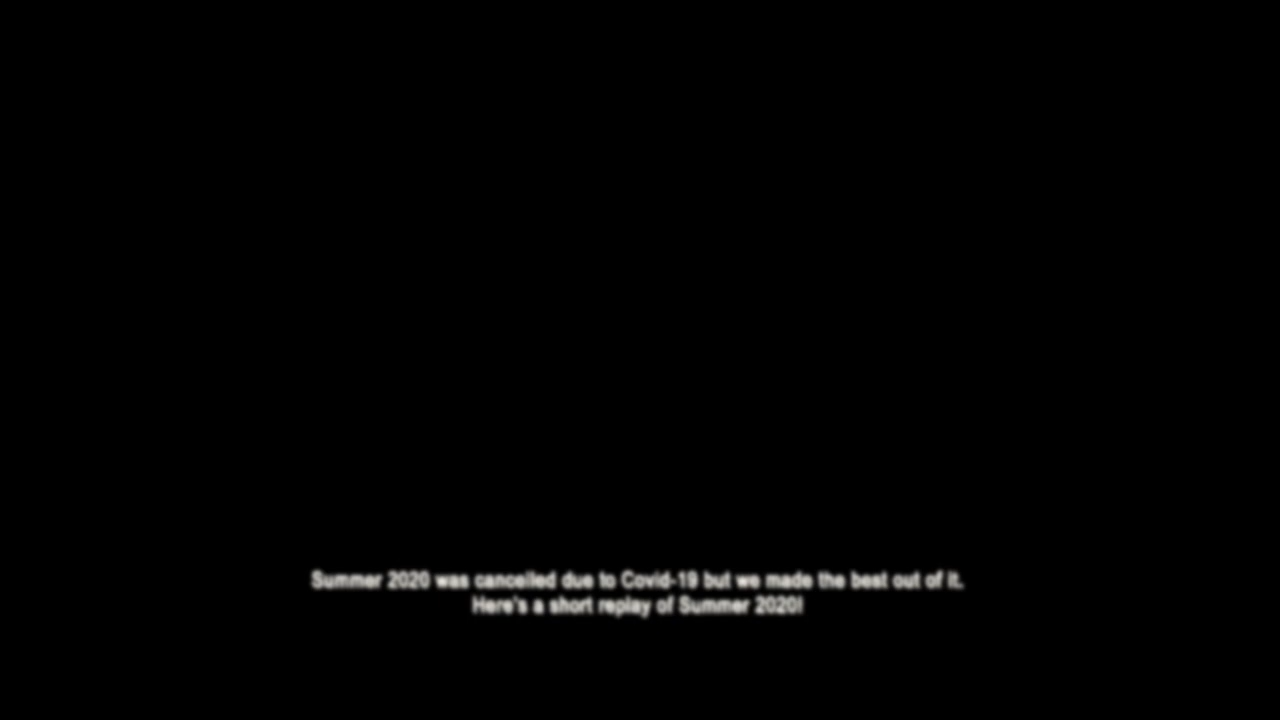 Summer 2020 was cancelled due to Covid-19 but we made the best out of it.
Here's a short replay of Summer 2020!